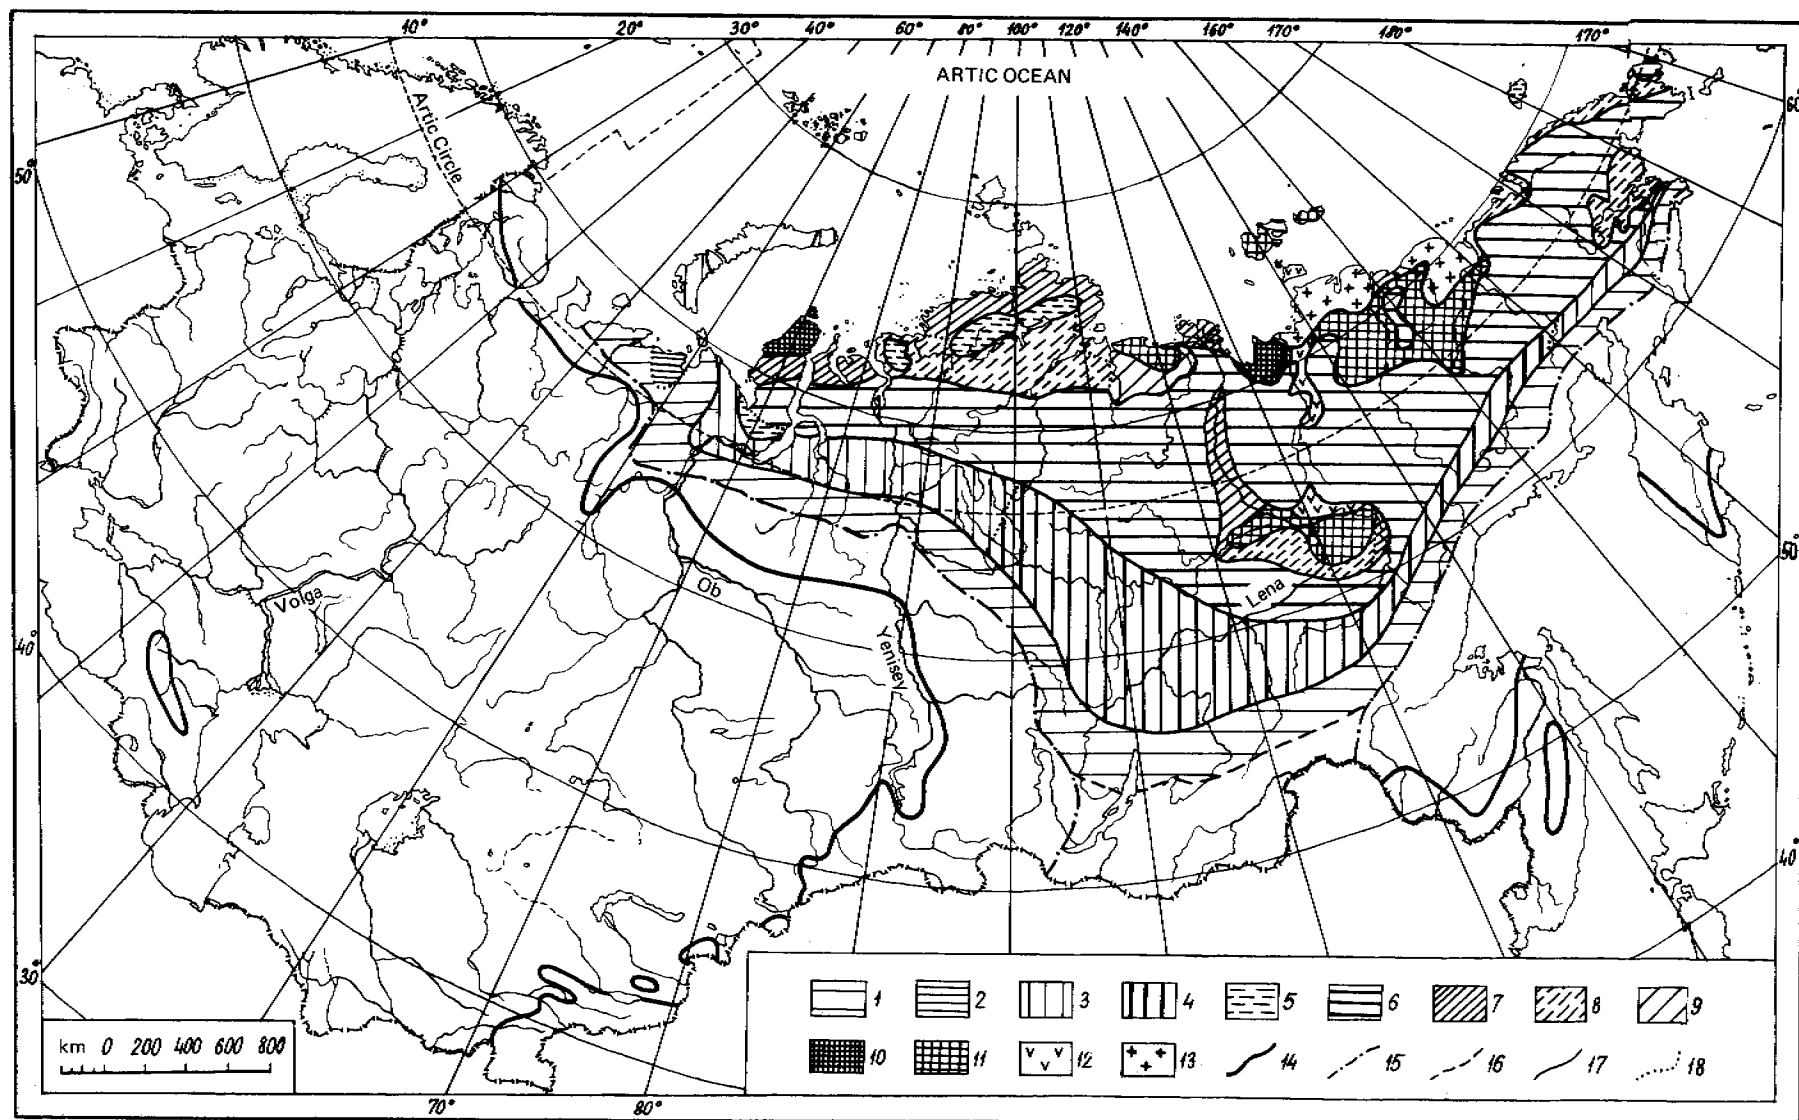 10° 20° 30° 40° 60° 80° 100° 120° 140° 160° 170° 180° 170°
ARTIC OCEAN
Artic Circle
60°
50°
50°
40°
40°
30°
Volga
Ob
Yenisey
Lena
1 2 3 4 5 6 7 8 9
10 11 12 13 14 15 16 17 18
km 0 200 400 600 800
70° 80°